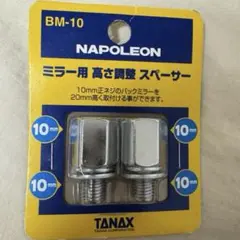 BM-10
NAPOLEON
ミラー用 高さ調整 スペーサー
10mm正ネジのバックミラーを
20mm高く取付ける事ができます。
10mm
10mm
10mm
10mm
TANAX